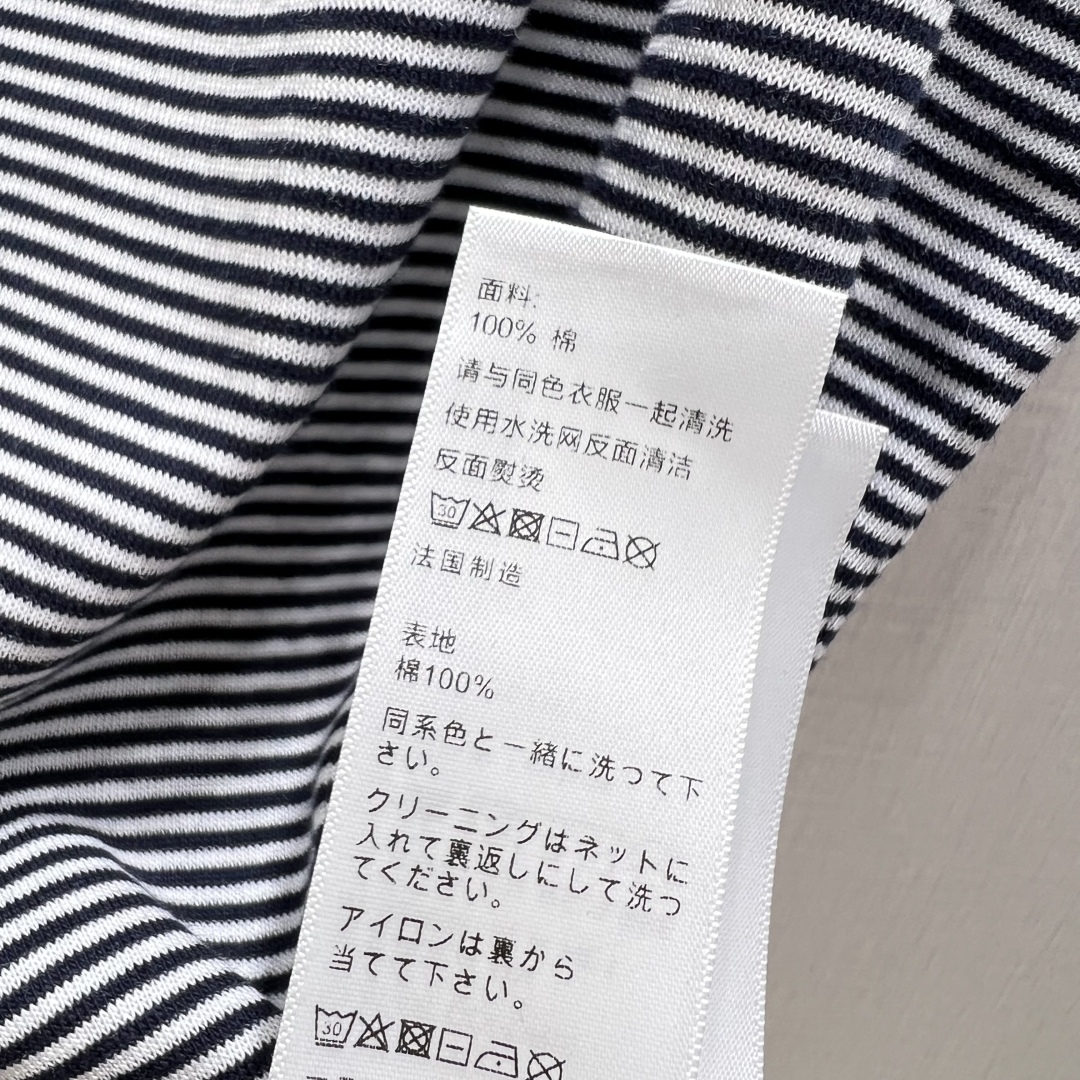 面料:
100% 棉
请与同色衣服一起清洗
使用水洗网反面清洁
反面熨烫
30
法国制造
表地
棉100%
同系色と一緒に洗つて下
さい。
クリーニングはネットに
入れて裏返しにして洗つ
てください。
アイロンは裏から
当てて下さい。
30